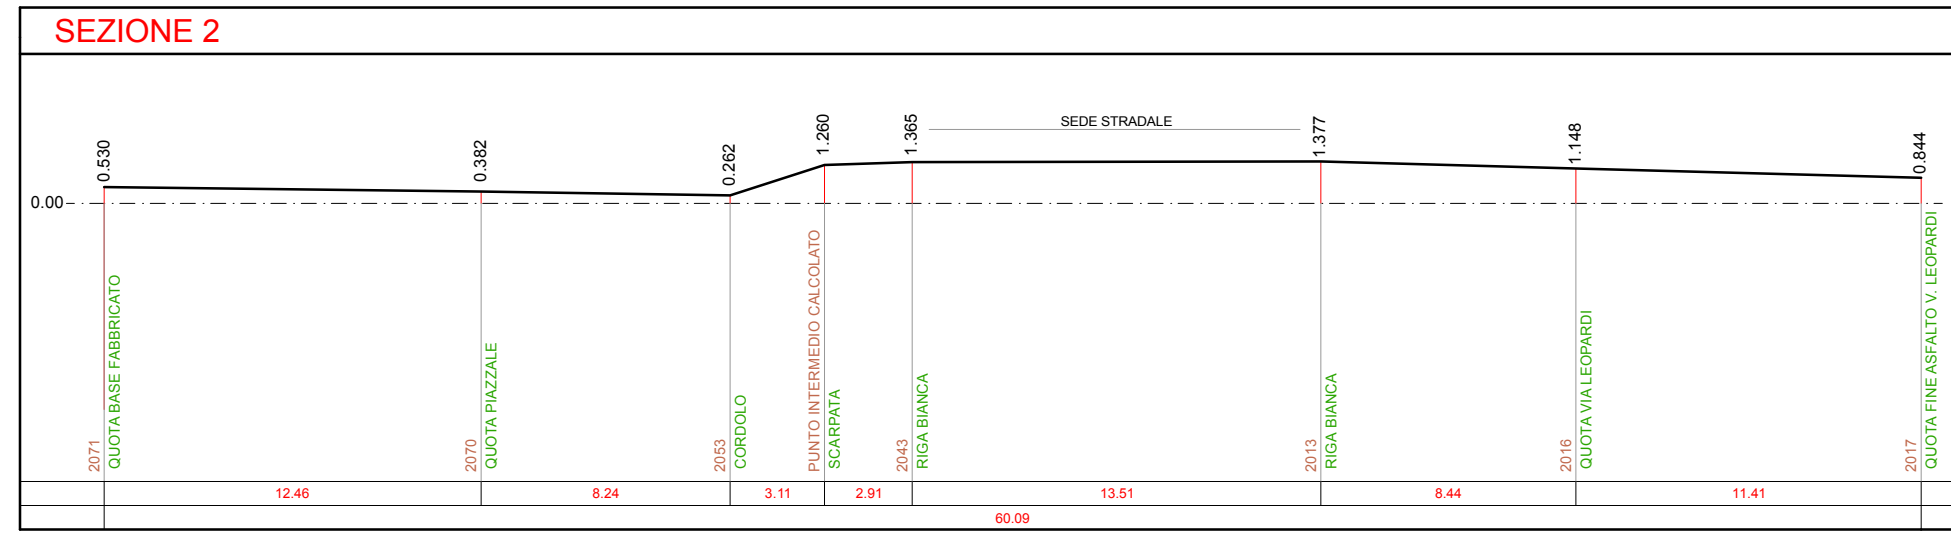 SEZIONE 2
0.530
0.382
0.262
1.260
1.365
SEDE STRADALE
1.377
1.148
0.844
0.00
2071
QUOTA BASE FABBRICATO
2070
QUOTA PIAZZALE
2053
CORDOLO
PUNTO INTERMEDIO CALCOLATO
SCARPATA
2043
RIGA BIANCA
2013
RIGA BIANCA
2016
QUOTA VIA LEOPARDI
2017
QUOTA FINE ASFALTO V. LEOPARDI
12.46
8.24
3.11
2.91
13.51
8.44
11.41
60.09